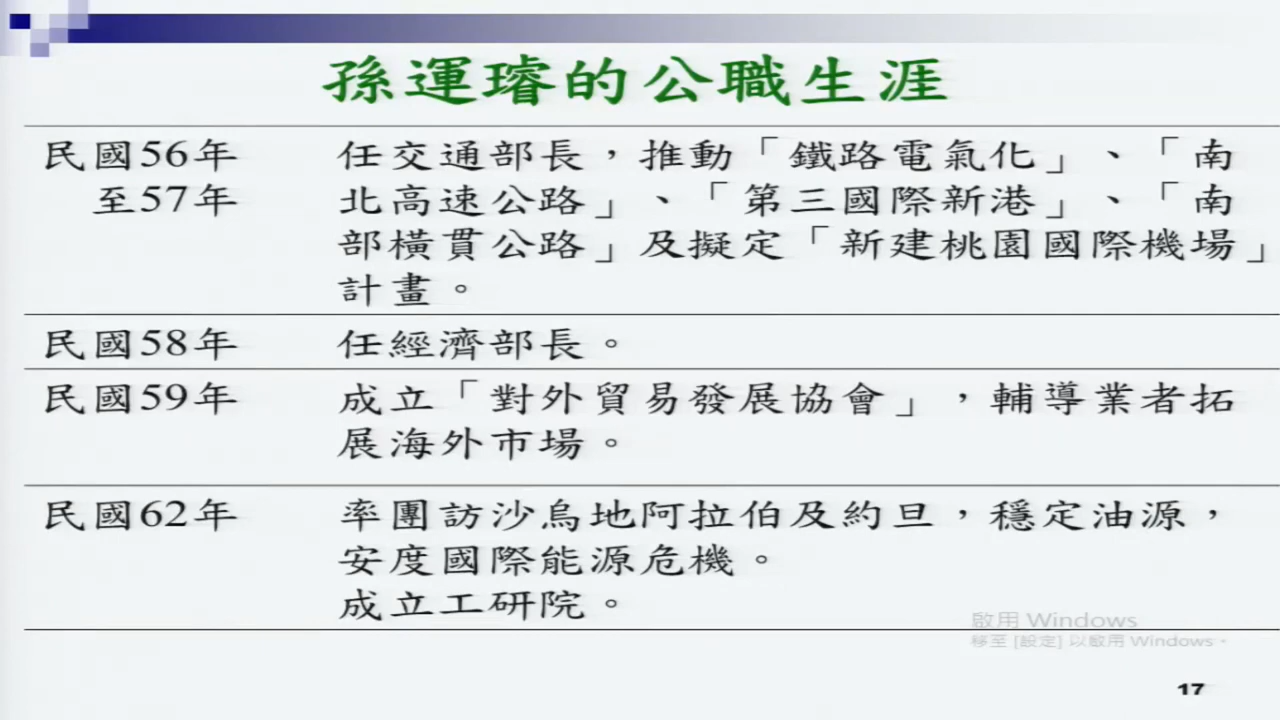 孫運璿的公職生涯
民國56年
至57年
任交通部長，推動「鐵路電氣化」、「南
北高速公路」、「第三國際新港」、「南
部橫貫公路」及擬定「新建桃園國際機場」
計畫。
民國58年
任經濟部長。
民國59年
成立「對外貿易發展協會」，輔導業者拓
展海外市場。
民國62年
率團訪沙烏地阿拉伯及約旦，穩定油源，
安度國際能源危機。
成立工研院。
啟用 Windows
移至 [設定] 以啟用 Windows。
17